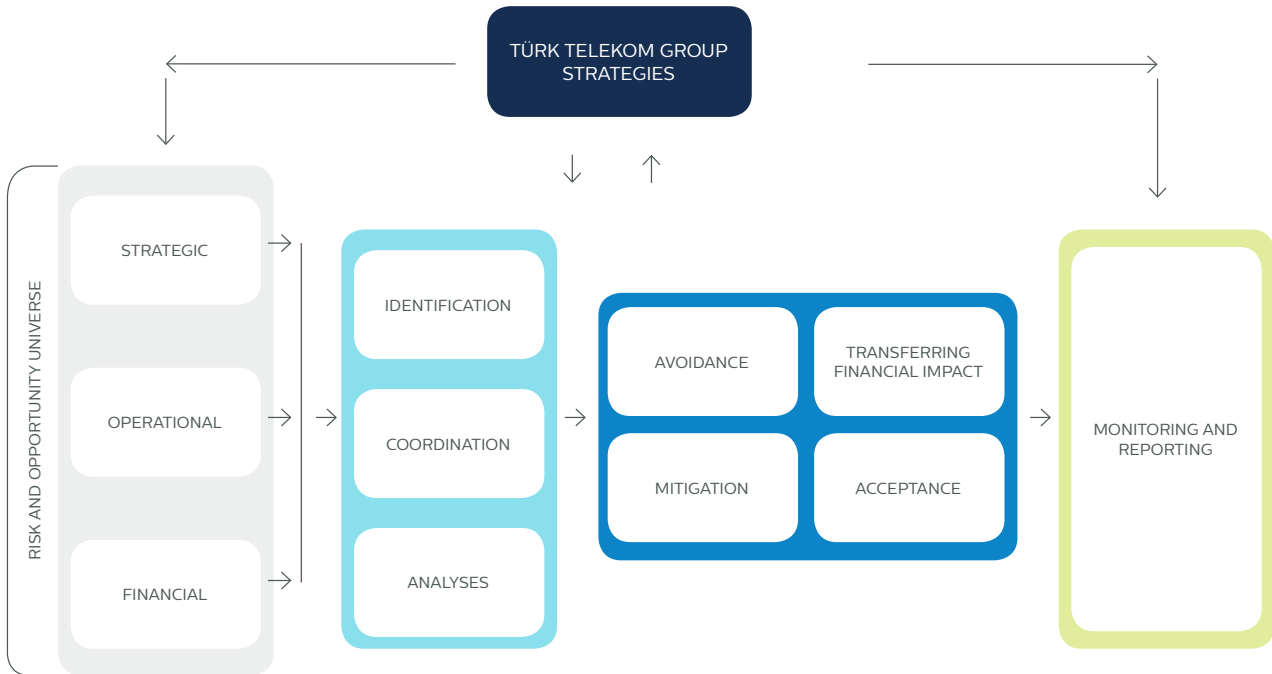 TÜRK TELEKOM GROUP
STRATEGIES
RISK AND OPPORTUNITY UNIVERSE
STRATEGIC
OPERATIONAL
FINANCIAL
IDENTIFICATION
COORDINATION
ANALYSES
AVOIDANCE
TRANSFERRING
FINANCIAL IMPACT
MITIGATION
ACCEPTANCE
MONITORING AND
REPORTING